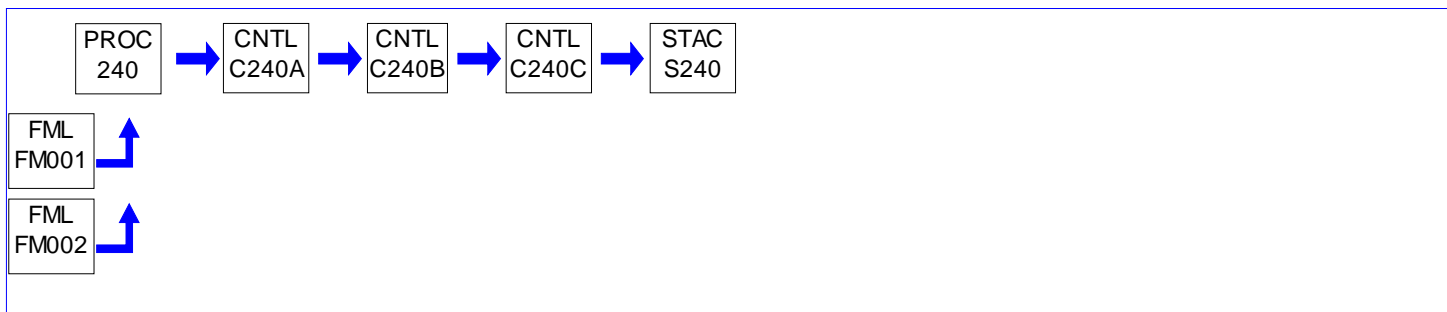 PROC
240
CNTL
C240A
CNTL
C240B
CNTL
C240C
STAC
S240
FML
FM001
FML
FM002